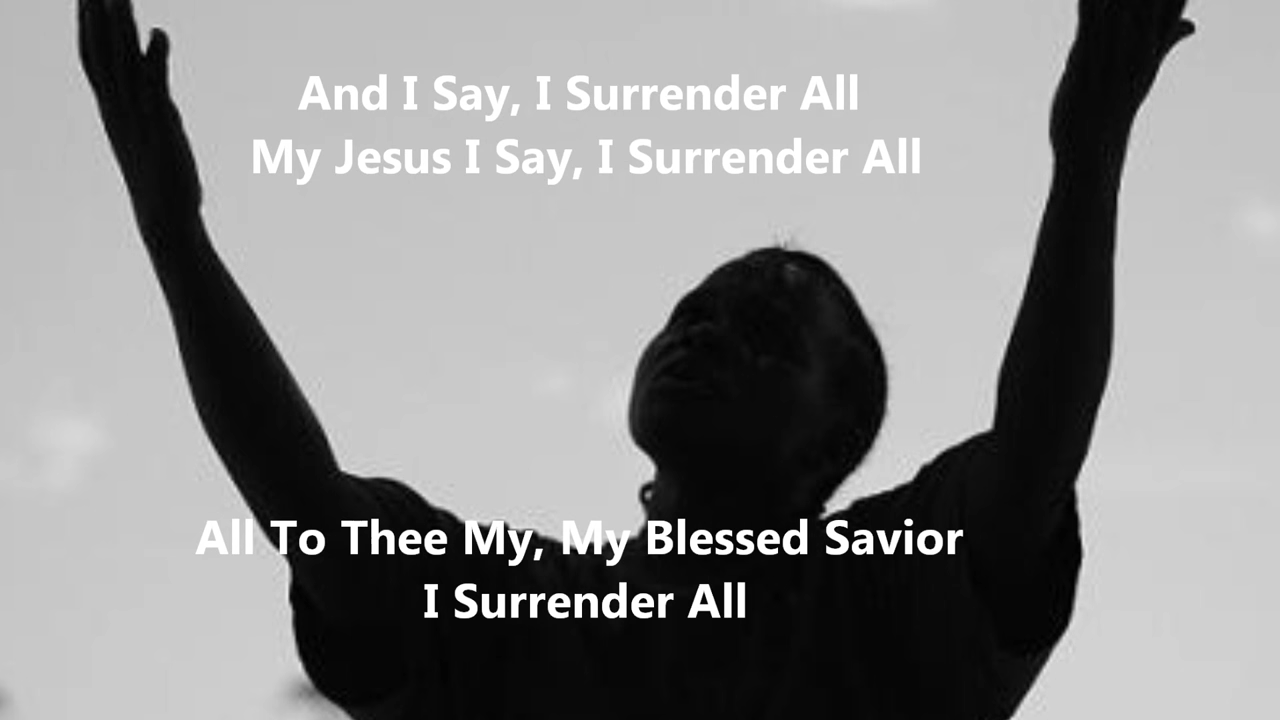 And I Say, I Surrender All
My Jesus I Say, I Surrender All
All To Thee My, My Blessed Savior
I Surrender All